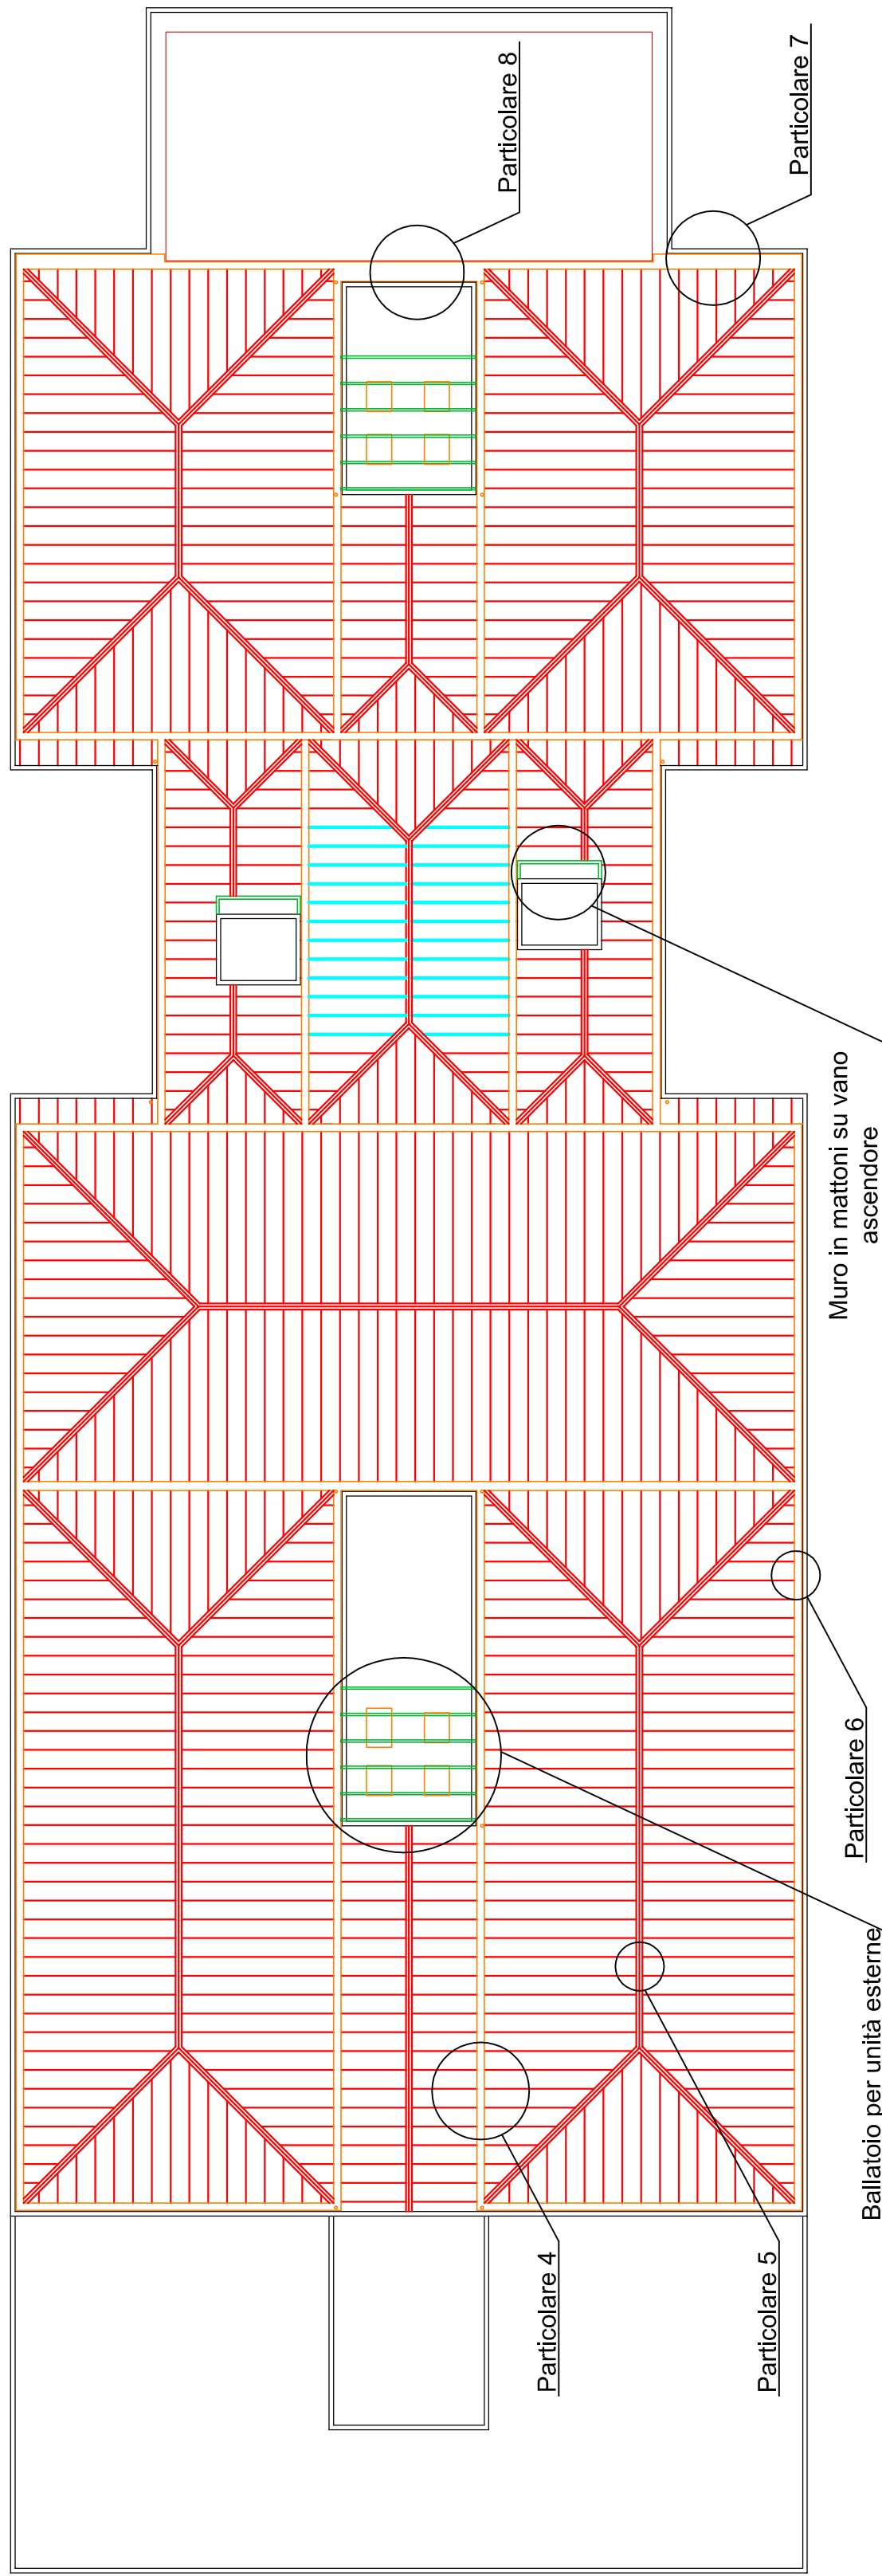 Particolare 8
Particolare 7
Muro in mattoni su vano
ascendore
Particolare 6
Ballatoio per unità esterne
Particolare 4
Particolare 5